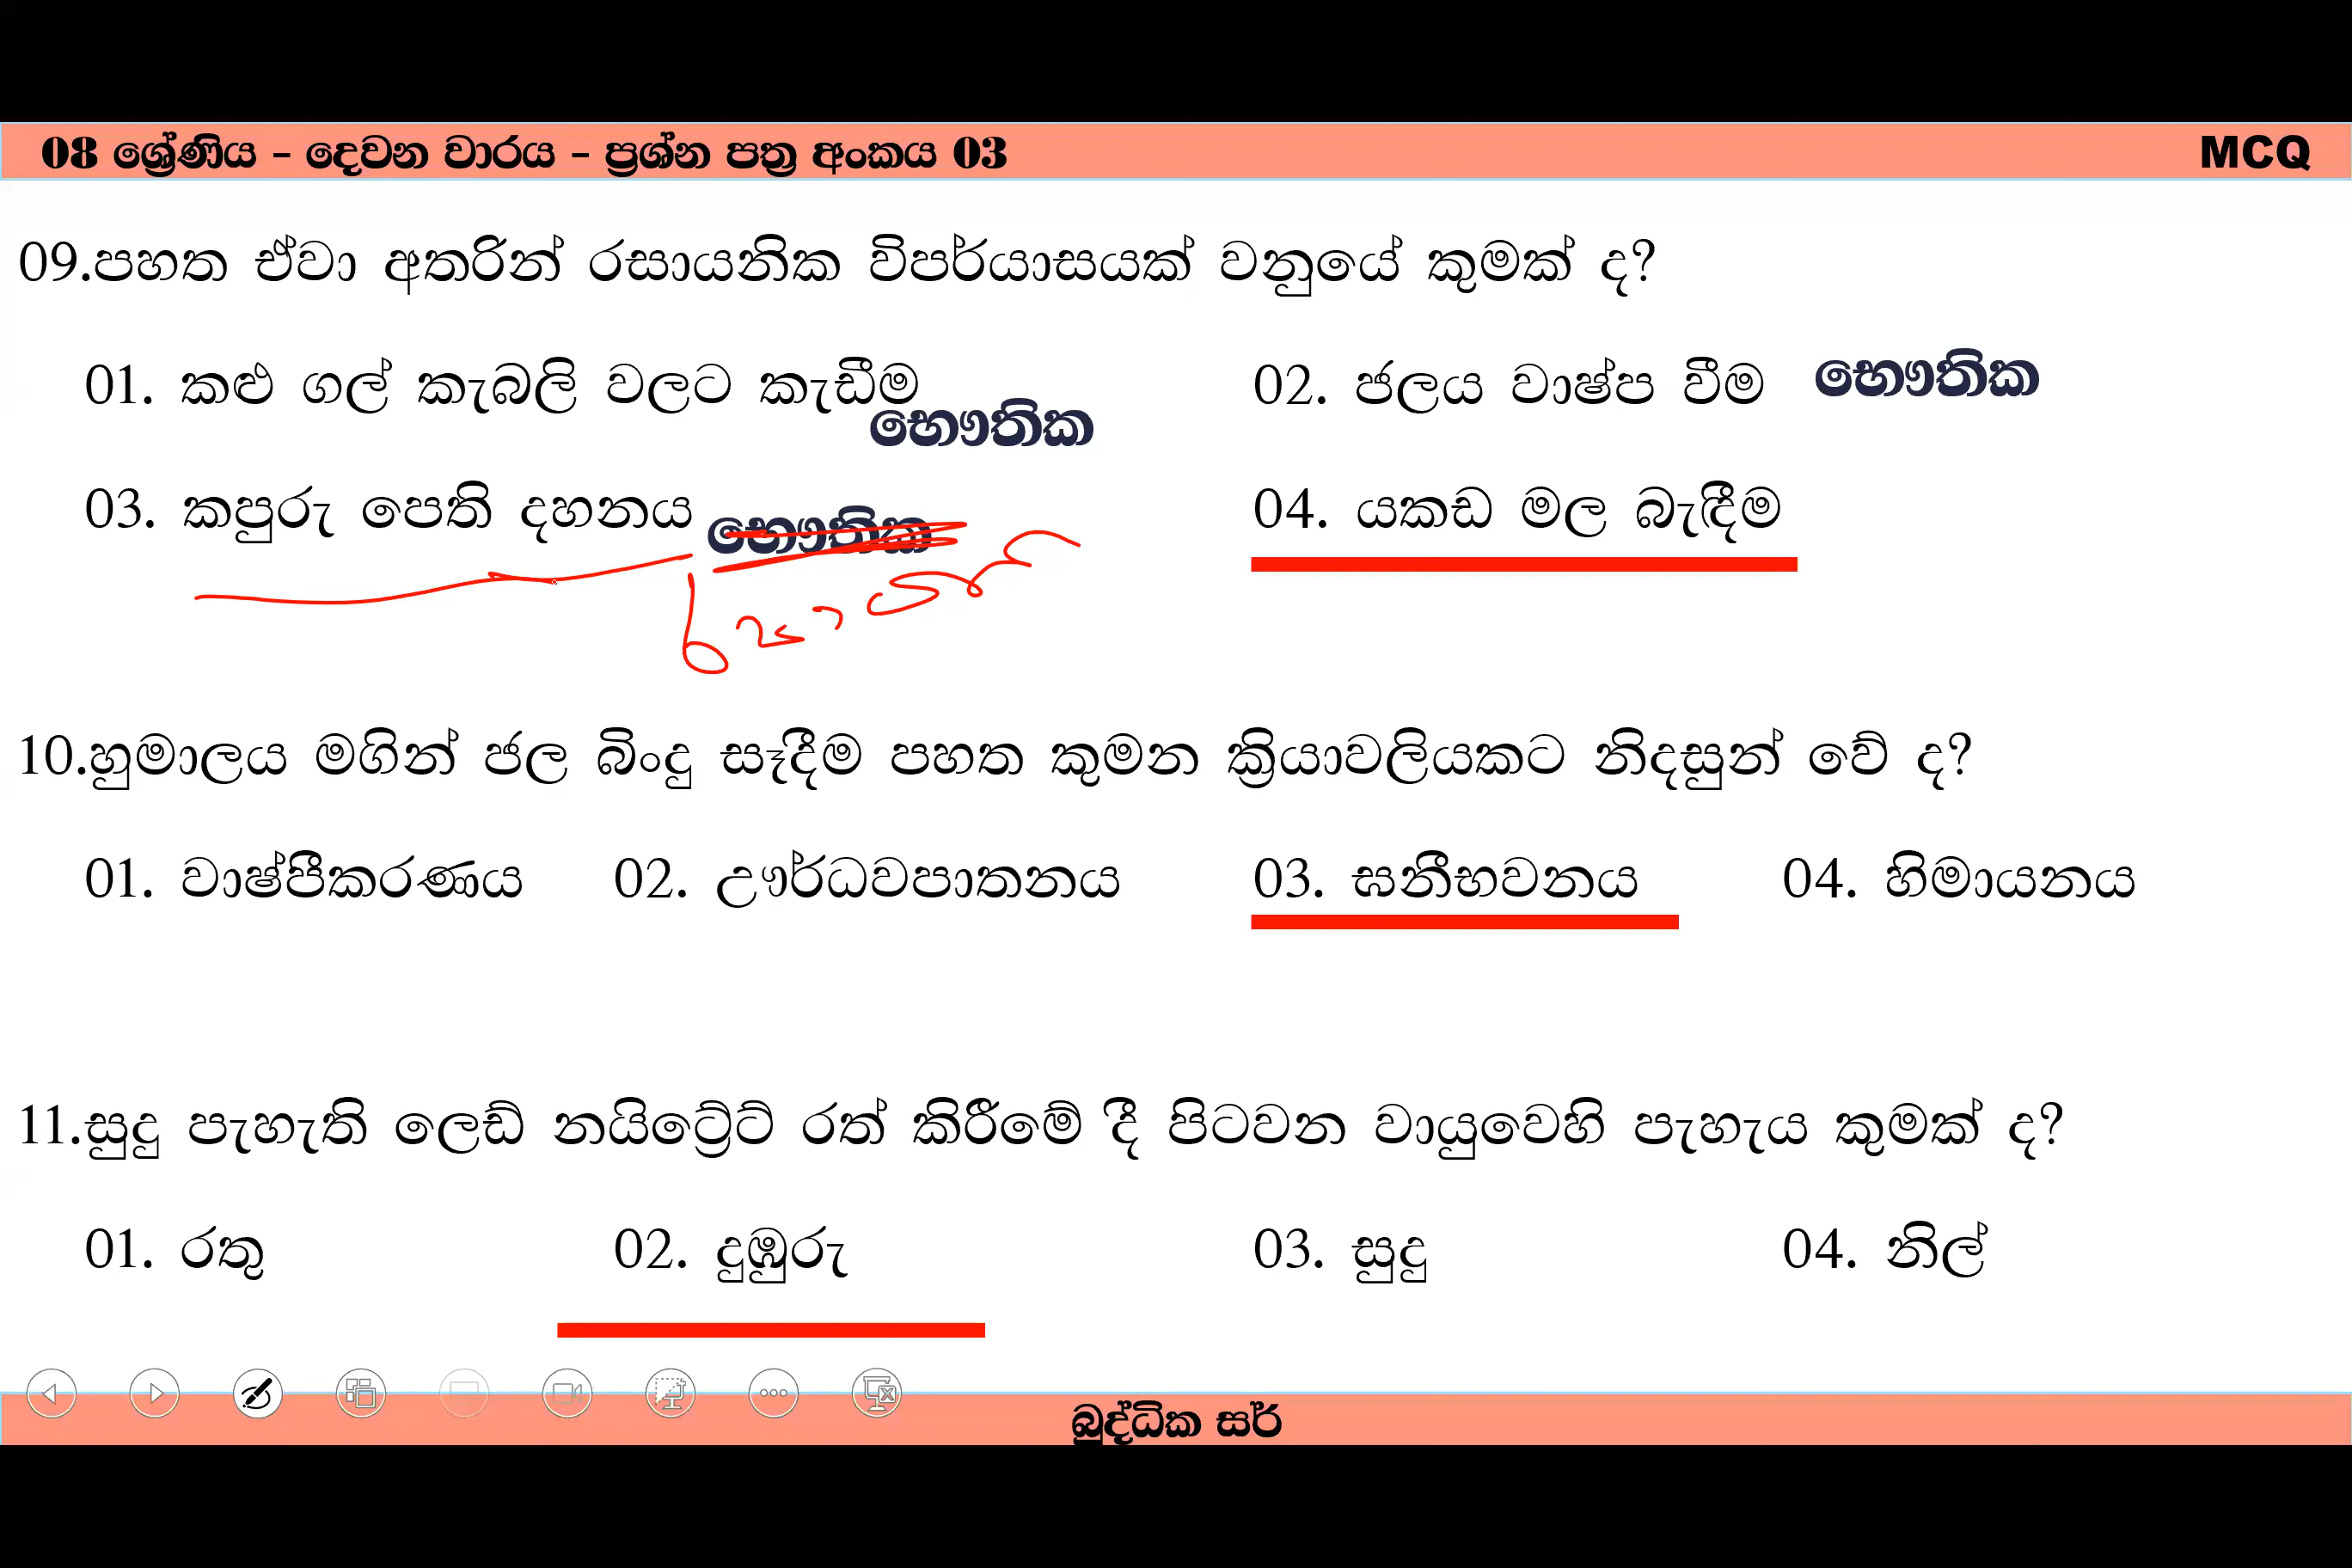 08 ශ්‍රේණිය – දෙවන වාරය – ප්‍රශ්න පත්‍ර අංකය 03 MCQ
09.පහත ඒවා අතරින් රසායනික විපර්යාසයක් වනුයේ කුමක් ද?
01. කළු ගල් කැබලි වලට කැඩීම භෞතික
02. ජලය වාෂ්ප වීම භෞතික
03. කපුරු පෙති දහනය භෞතික
04. යකඩ මල බැඳීම
10.හුමාලය මගින් ජල බිංදු සෑදීම පහත කුමන ක්‍රියාවලියකට නිදසුන් වේ ද?
01. වාෂ්පීකරණය 02. ඌර්ධවපාතනය 03. ඝනීභවනය 04. හිමායනය
11.සුදු පැහැති ලෙඩ් නයිට්‍රේට් රත් කිරීමේ දී පිටවන වායුවෙහි පැහැය කුමක් ද?
01. රතු 02. දුඹුරු 03. සුදු 04. නිල්
බුද්ධික සර්